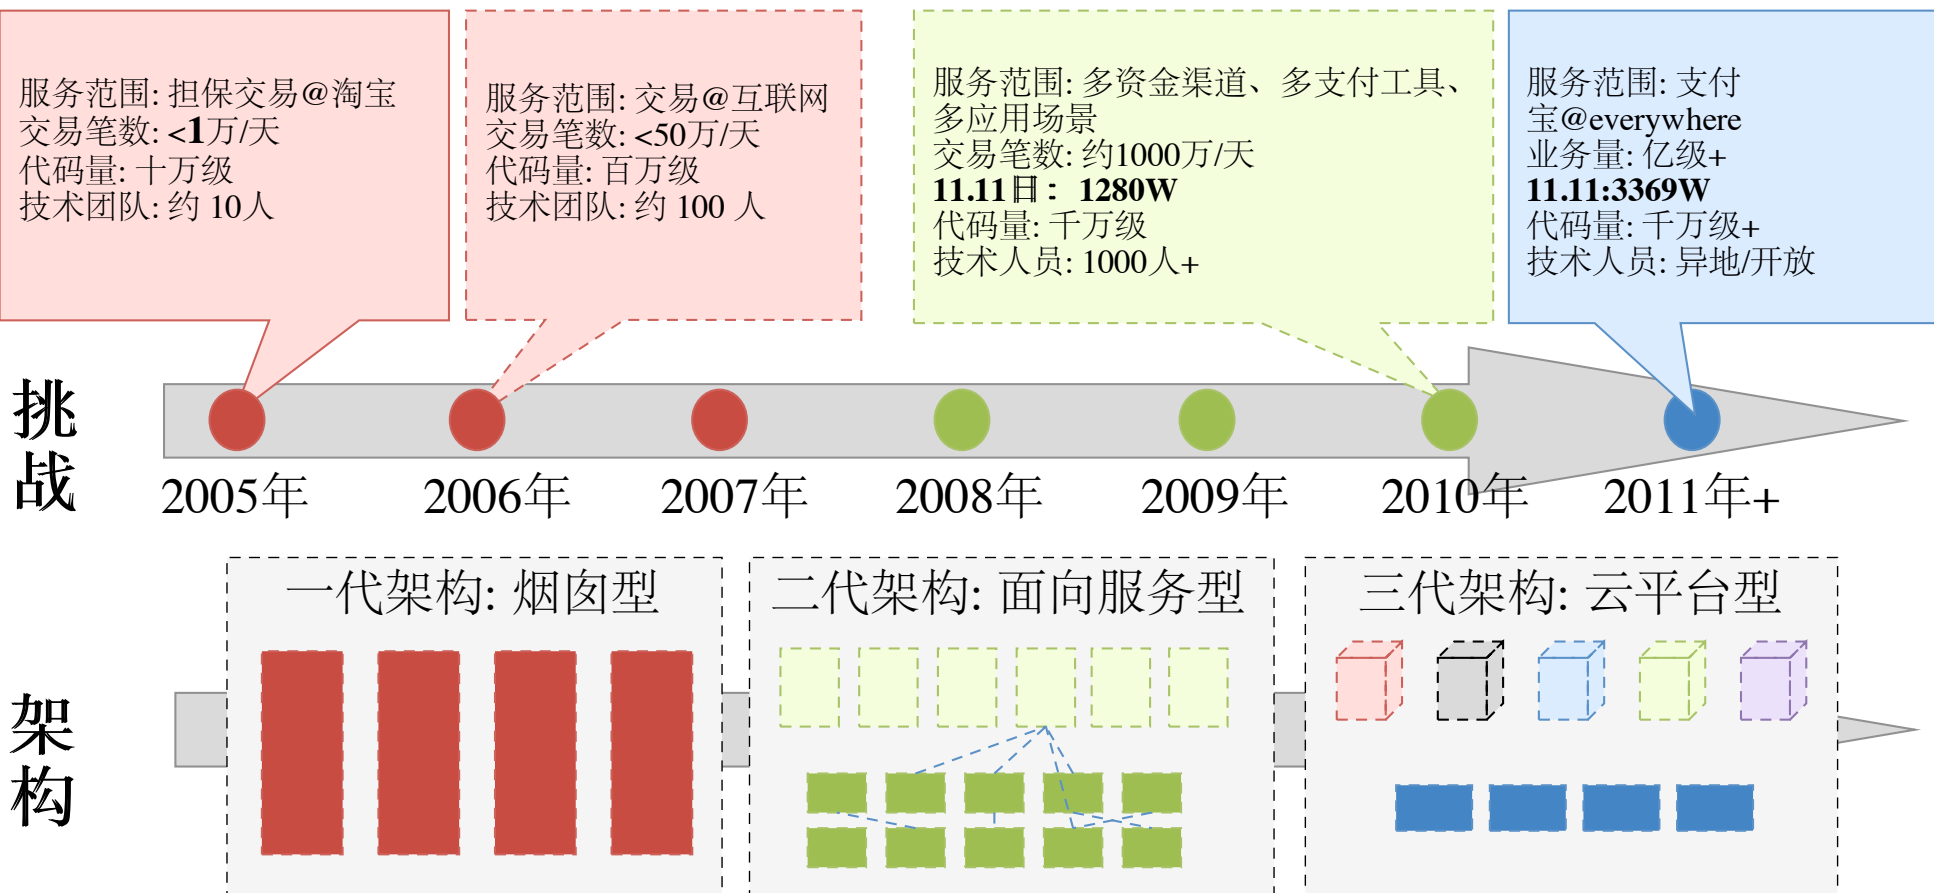 服务范围: 担保交易@淘宝
交易笔数: <1万/天
代码量: 十万级
技术团队: 约 10人
服务范围: 交易@互联网
交易笔数: <50万/天
代码量: 百万级
技术团队: 约 100 人
服务范围: 多资金渠道、多支付工具、
多应用场景
交易笔数: 约1000万/天
11.11日： 1280W
代码量: 千万级
技术人员: 1000人+
服务范围: 支付
宝@everywhere
业务量: 亿级+
11.11:3369W
代码量: 千万级+
技术人员: 异地/开放
挑战
2005年
2006年
2007年
2008年
2009年
2010年
2011年+
架构
一代架构: 烟囱型
二代架构: 面向服务型
三代架构: 云平台型